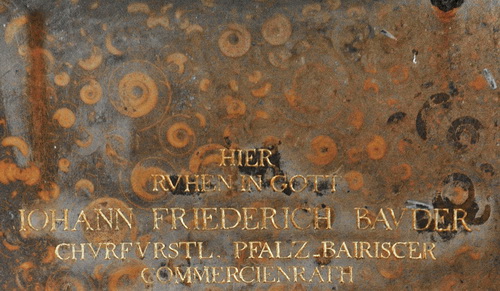 HIER
RVHEN IN GOTT
IOHANN FRIEDERICH BAVDER
CHVRFVRSTL. PFALZ-BAIRISCER
COMMERCIENRATH